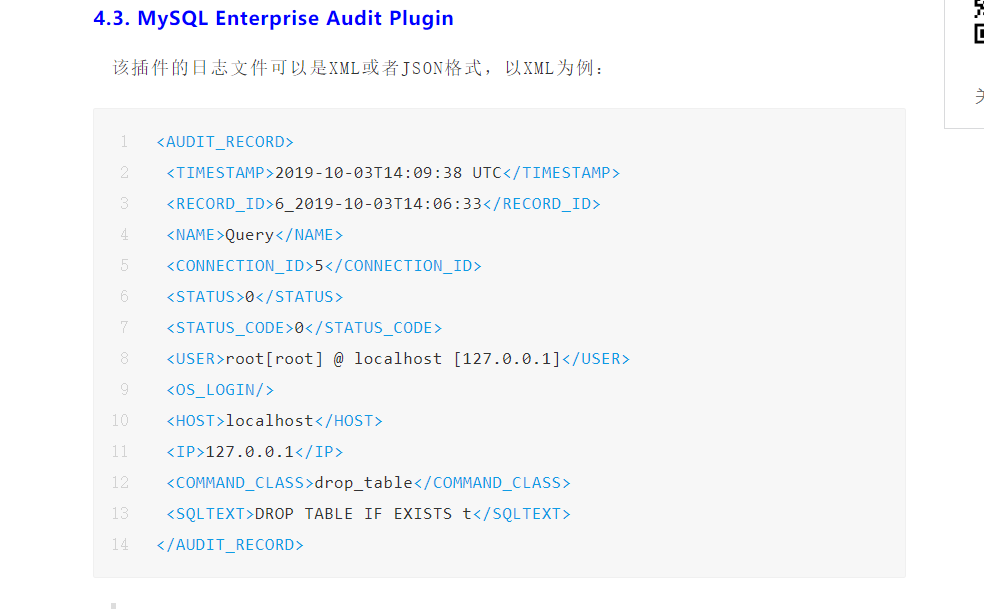 4.3. MySQL Enterprise Audit Plugin
该插件的日志文件可以是XML或者JSON格式，以XML为例：
1 <AUDIT_RECORD>
2 <TIMESTAMP>2019-10-03T14:09:38 UTC</TIMESTAMP>
3 <RECORD_ID>6_2019-10-03T14:06:33</RECORD_ID>
4 <NAME>Query</NAME>
5 <CONNECTION_ID>5</CONNECTION_ID>
6 <STATUS>0</STATUS>
7 <STATUS_CODE>0</STATUS_CODE>
8 <USER>root[root] @ localhost [127.0.0.1]</USER>
9 <OS_LOGIN/>
10 <HOST>localhost</HOST>
11 <IP>127.0.0.1</IP>
12 <COMMAND_CLASS>drop_table</COMMAND_CLASS>
13 <SQLTEXT>DROP TABLE IF EXISTS t</SQLTEXT>
14 </AUDIT_RECORD>